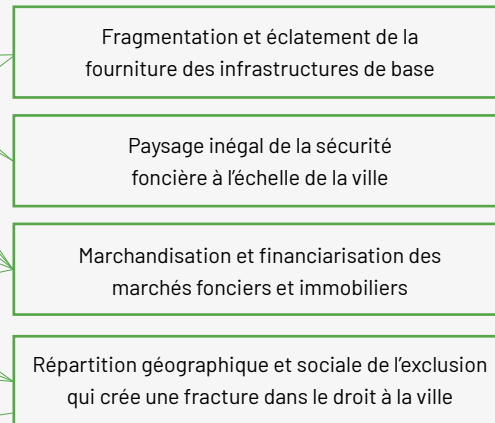 Fragmentation et éclatement de la
fourniture des infrastructures de base
Paysage inégal de la sécurité
foncière à l'échelle de la ville
Marchandisation et financiarisation des
marchés fonciers et immobiliers
Répartition géographique et sociale de l'exclusion
qui crée une fracture dans le droit à la ville